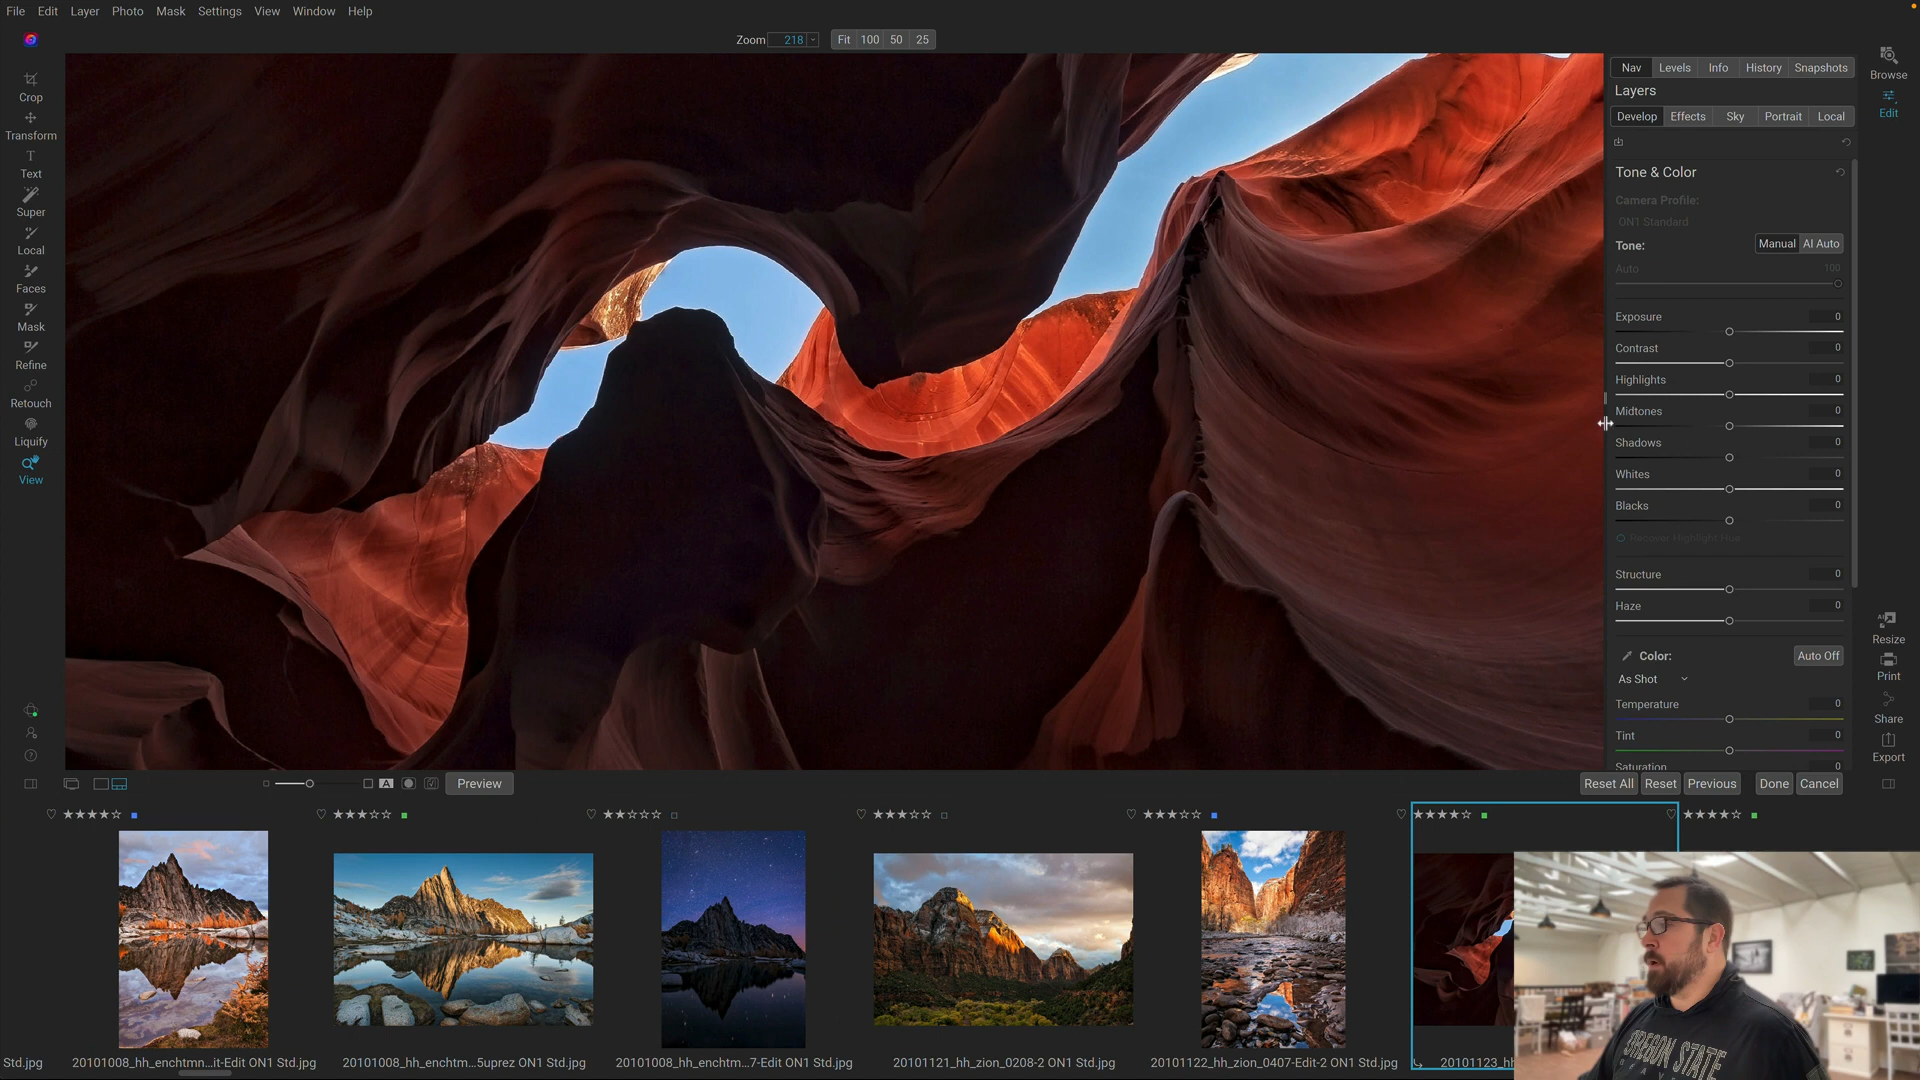 File Edit Layer Photo Mask Settings View Window Help
Zoom 218 Fit 100 50 25
Crop
Transform
Text
Super
Local
Faces
Mask
Refine
Retouch
Liquify
View
Nav Levels Info History Snapshots
Layers
Develop Effects Sky Portrait Local
Tone & Color
Camera Profile:
ON1 Standard
Tone: Manual AI Auto
Auto 100
Exposure 0
Contrast 0
Highlights 0
Midtones 0
Shadows 0
Whites 0
Blacks 0
Recover Highlight Hue
Structure 0
Haze 0
Color: Auto Off
As Shot
Temperature 0
Tint 0
Saturation 0
Browse
Edit
Resize
Print
Share
Export
A Preview
Reset All Reset Previous Done Cancel
Std.jpg
20101008_hh_enchtmn...it-Edit ON1 Std.jpg
20101008_hh_enchtm...5uprez ON1 Std.jpg
20101008_hh_enchtm...7-Edit ON1 Std.jpg
20101121_hh_zion_0208-2 ON1 Std.jpg
20101122_hh_zion_0407-Edit-2 ON1 Std.jpg
20101123_hh
OREGON STATE